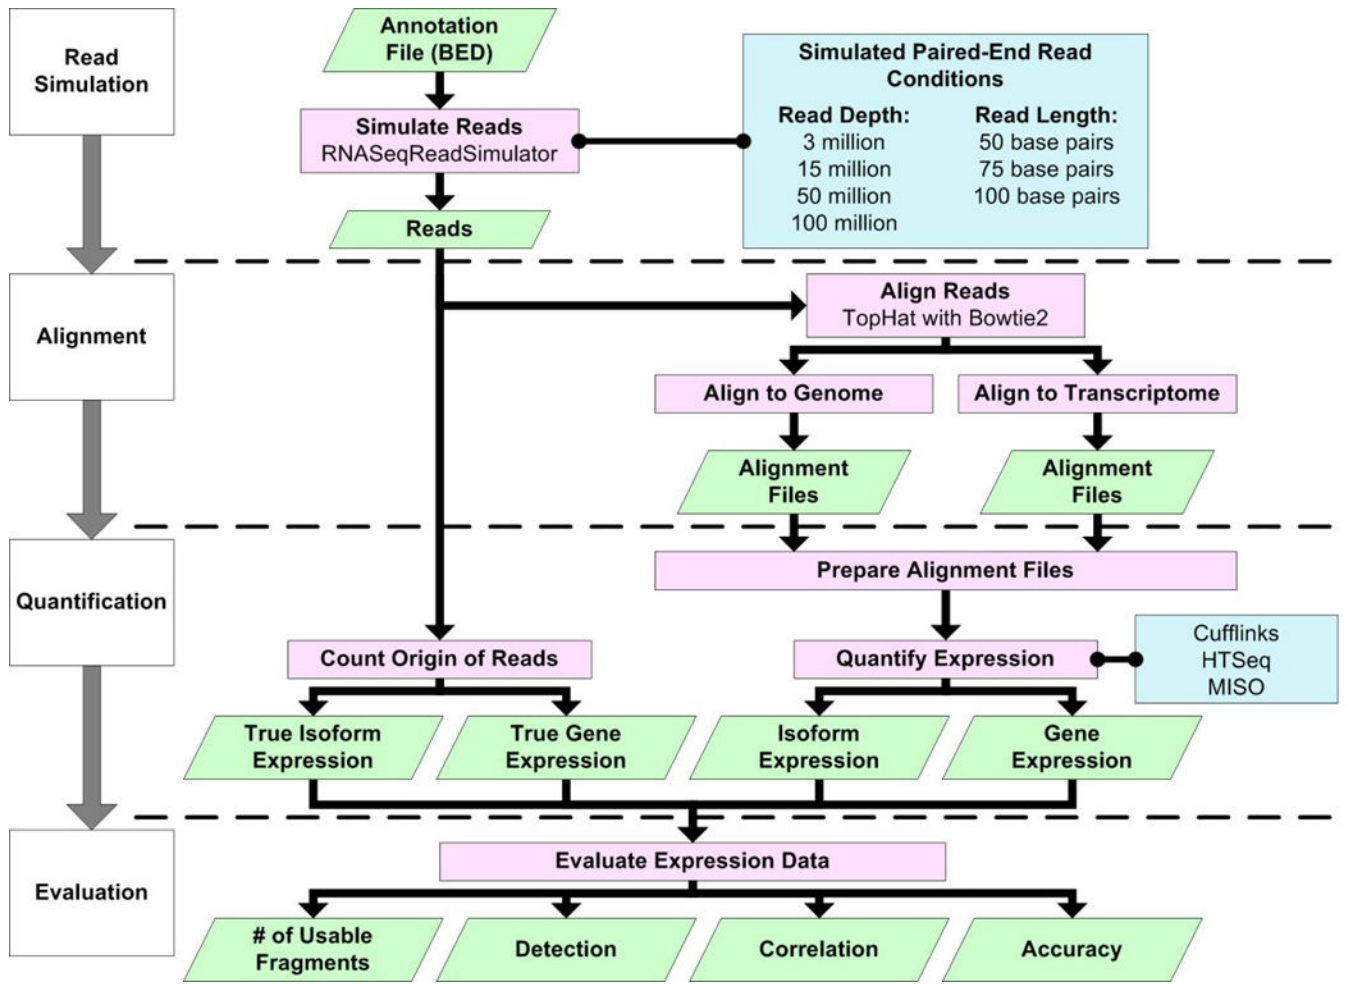 Read
Simulation
Annotation
File (BED)
Simulate Reads
RNASeqReadSimulator
Reads
Simulated Paired-End Read
Conditions
Read Depth:
3 million
15 million
50 million
100 million
Read Length:
50 base pairs
75 base pairs
100 base pairs
Alignment
Align Reads
TopHat with Bowtie2
Align to Genome
Align to Transcriptome
Alignment
Files
Alignment
Files
Quantification
Prepare Alignment Files
Count Origin of Reads
Quantify Expression
Cufflinks
HTSeq
MISO
True Isoform
Expression
True Gene
Expression
Isoform
Expression
Gene
Expression
Evaluation
Evaluate Expression Data
# of Usable
Fragments
Detection
Correlation
Accuracy